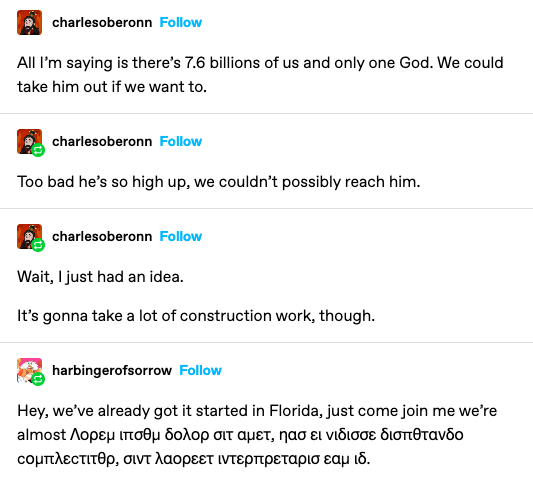 charlesoberonn Follow
All I'm saying is there's 7.6 billions of us and only one God. We could
take him out if we want to.
charlesoberonn Follow
Too bad he's so high up, we couldn't possibly reach him.
charlesoberonn Follow
Wait, I just had an idea.
It's gonna take a lot of construction work, though.
harbingerofsorrow Follow
Hey, we've already got it started in Florida, just come join me we're
almost Λορεμ ιπσθμ δολορ σιτ αμετ, ηασ ει νιδισσε δισπθτανδο
cομπλεcτιτθρ, σιντ λαορεετ ιντερπρεταρισ εαμ ιδ.